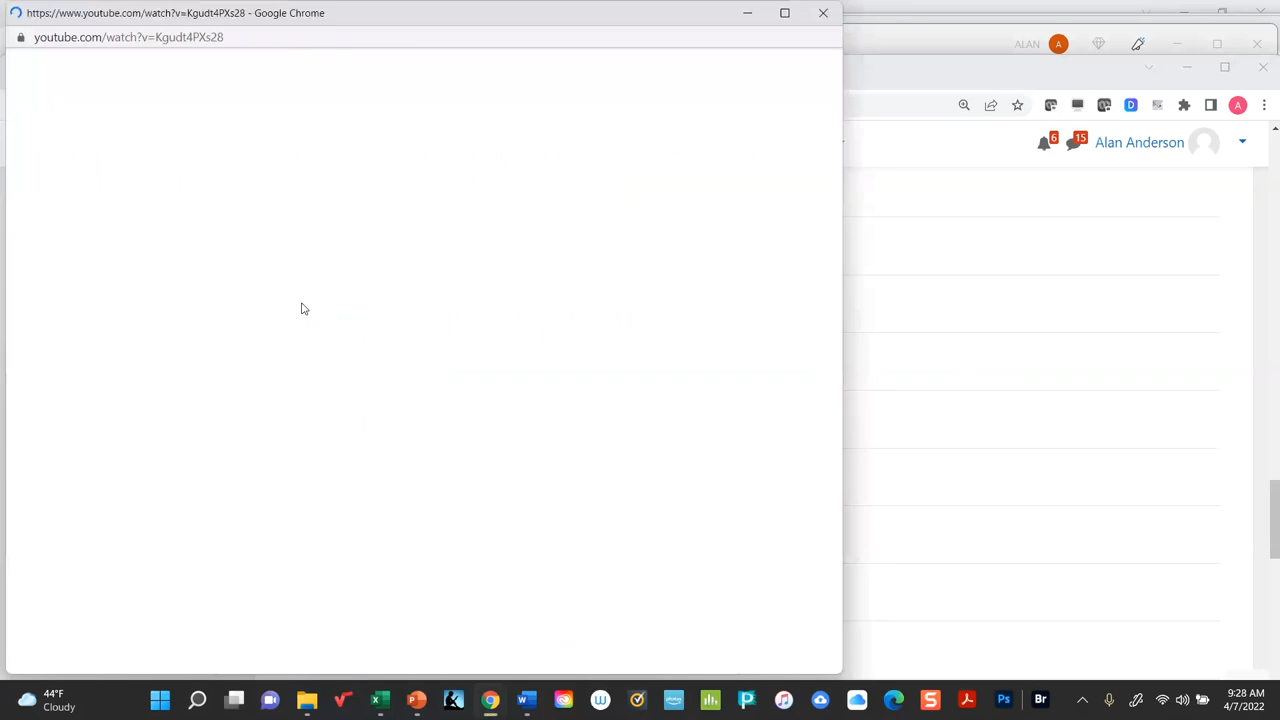 https://www.youtube.com/watch?v=Kgudt4PXs28 - Google Chrome
youtube.com/watch?v=Kgudt4PXs28
ALAN
A
A
6
15
Alan Anderson
44°F
Cloudy
9:28 AM
4/7/2022